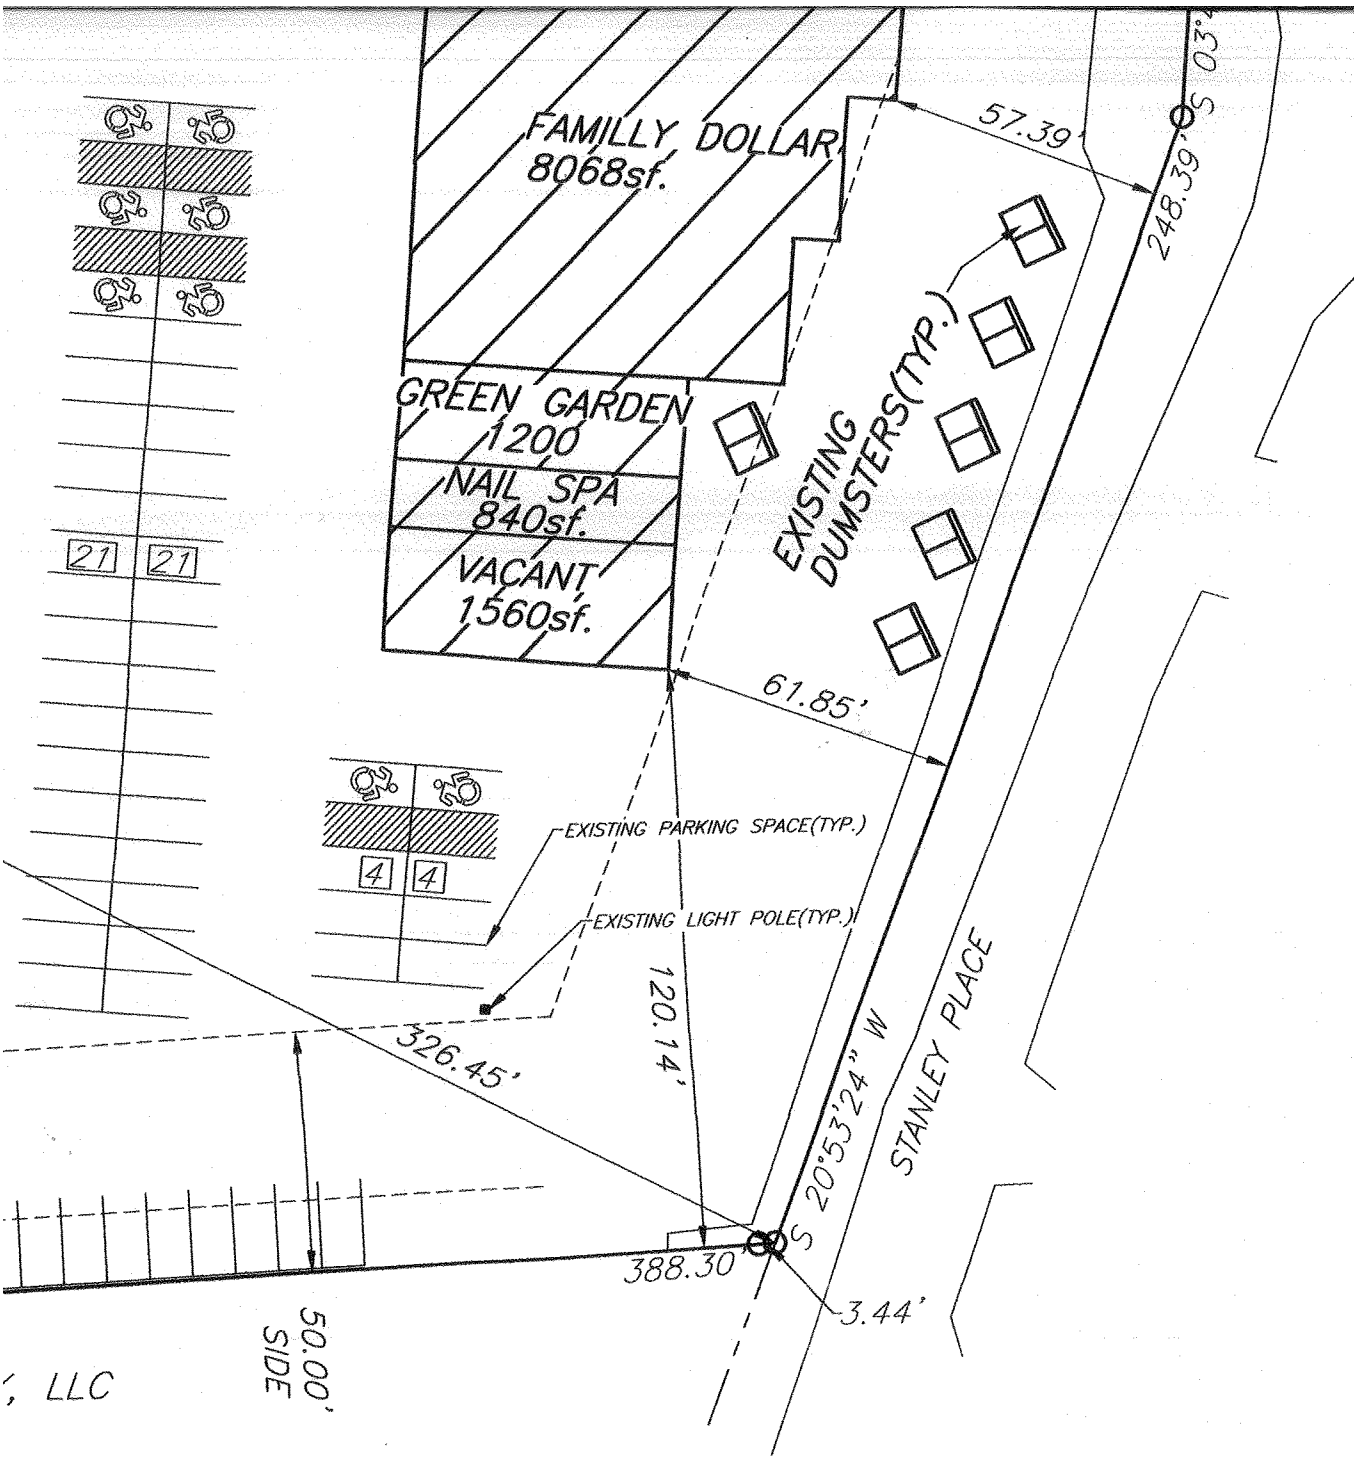 S 03°4
57.39'
248.39'
FAMILLY DOLLAR
8068sf.
GREEN GARDEN
1200
NAIL SPA
840sf.
VACANT
1560sf.
EXISTING
DUMSTERS(TYP.)
21 21
61.85'
EXISTING PARKING SPACE(TYP.)
4 4
EXISTING LIGHT POLE(TYP.)
120.14'
326.45'
S 20°53'24" W
STANLEY PLACE
388.30'
3.44'
50.00'
SIDE
, LLC